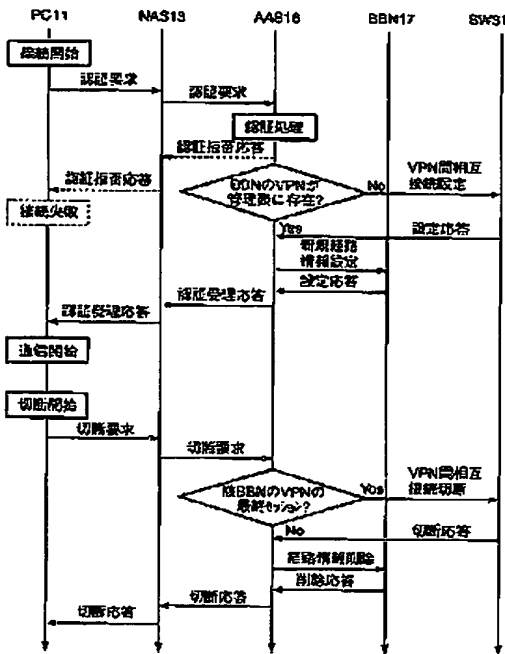 PC11 NAS13 AAS16 BBN17 SW31
接続開始
認証要求
認証要求
認証処理
認証拒否応答
認証拒否応答
BBNのVPNが
管理表に存在?
No
VPN間相互
接続設定
接続失敗
Yes
設定応答
新規経路
情報設定
設定応答
認証受理応答
認証受理応答
通信開始
切断開始
切断要求
切断要求
該BBNのVPNの
最終セッション?
Yes
VPN間相互
接続切断
No
切断応答
経路情報削除
削除応答
切断応答
切断応答